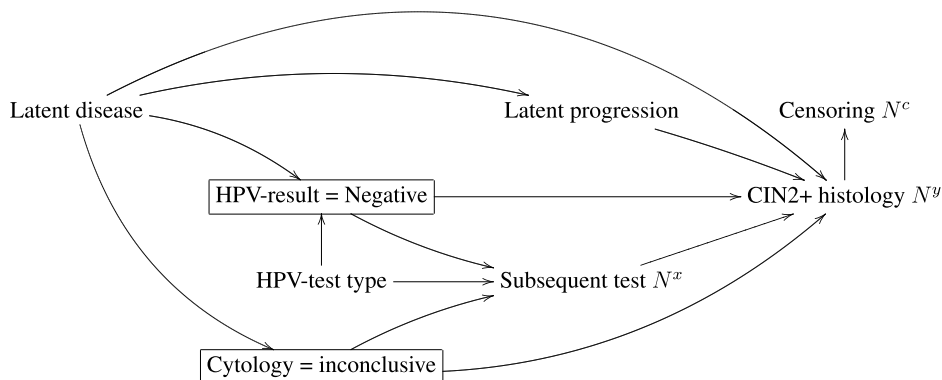 Latent disease
Latent progression
Censoring N^c
HPV-result = Negative
CIN2+ histology N^y
HPV-test type
Subsequent test N^x
Cytology = inconclusive